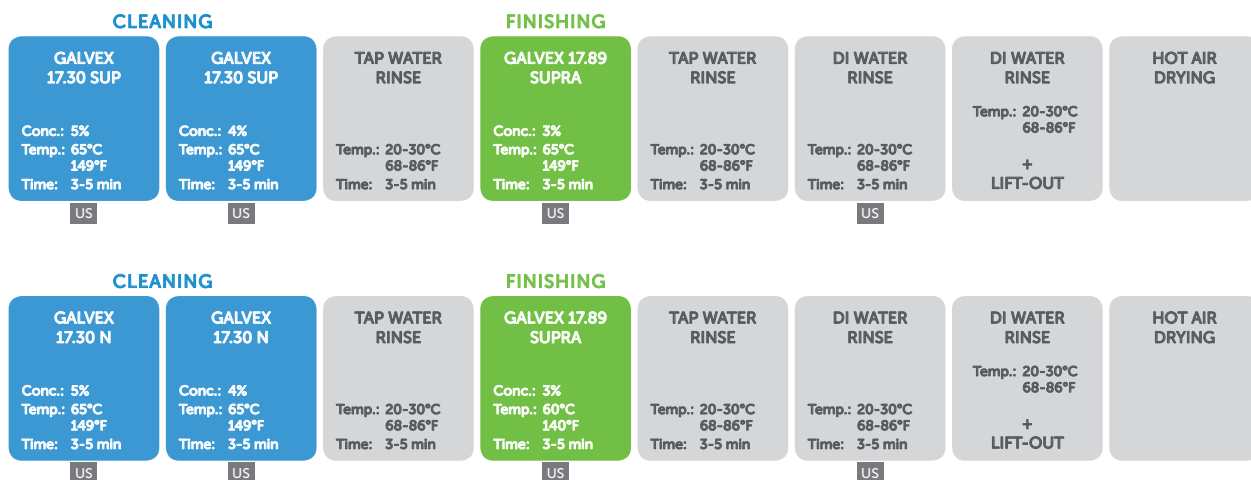 CLEANING
FINISHING
GALVEX
17.30 SUP
Conc.: 5%
Temp.: 65°C
149°F
Time: 3-5 min
US
GALVEX
17.30 SUP
Conc.: 4%
Temp.: 65°C
149°F
Time: 3-5 min
US
TAP WATER
RINSE
Temp.: 20-30°C
68-86°F
Time: 3-5 min
GALVEX 17.89
SUPRA
Conc.: 3%
Temp.: 65°C
149°F
Time: 3-5 min
US
TAP WATER
RINSE
Temp.: 20-30°C
68-86°F
Time: 3-5 min
DI WATER
RINSE
Temp.: 20-30°C
68-86°F
Time: 3-5 min
US
DI WATER
RINSE
Temp.: 20-30°C
68-86°F
+
LIFT-OUT
HOT AIR
DRYING
CLEANING
FINISHING
GALVEX
17.30 N
Conc.: 5%
Temp.: 65°C
149°F
Time: 3-5 min
US
GALVEX
17.30 N
Conc.: 4%
Temp.: 65°C
149°F
Time: 3-5 min
US
TAP WATER
RINSE
Temp.: 20-30°C
68-86°F
Time: 3-5 min
GALVEX 17.89
SUPRA
Conc.: 3%
Temp.: 60°C
140°F
Time: 3-5 min
US
TAP WATER
RINSE
Temp.: 20-30°C
68-86°F
Time: 3-5 min
DI WATER
RINSE
Temp.: 20-30°C
68-86°F
Time: 3-5 min
US
DI WATER
RINSE
Temp.: 20-30°C
68-86°F
+
LIFT-OUT
HOT AIR
DRYING